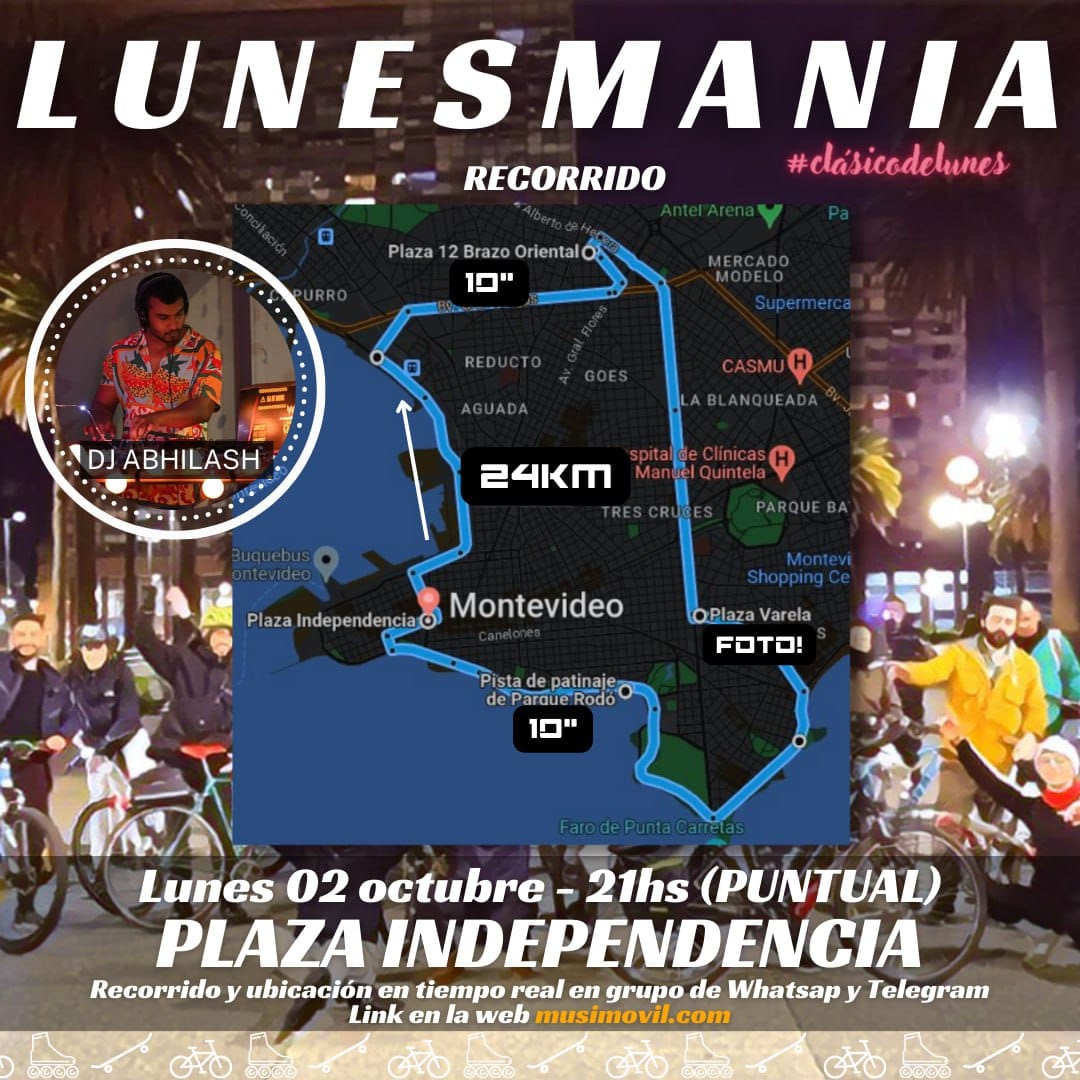 LUNESMANIA
#clásicodelunes
RECORRIDO
Alberto de Herrera
Antel Arena
Conciliación
Plaza 12 Brazo Oriental
MERCADO
MODELO
10"
CAPURRO
Supermerca
Av. Gral. Flores
REDUCTO
CASMU
GOES
LA BLANQUEADA
AGUADA
DJ ABHILASH
spital de Clínicas
Manuel Quintela
24KM
TRES CRUCES
PARQUE BA
Buquebus
ontevideo
Montevi
Shopping Ce
Plaza Independencia
Montevideo
Plaza Varela
Canelones
FOTO!
Pista de patinaje
de Parque Rodó
10"
Faro de Punta Carretas
Lunes 02 octubre - 21hs (PUNTUAL)
PLAZA INDEPENDENCIA
Recorrido y ubicación en tiempo real en grupo de Whatsap y Telegram
Link en la web musimovil.com